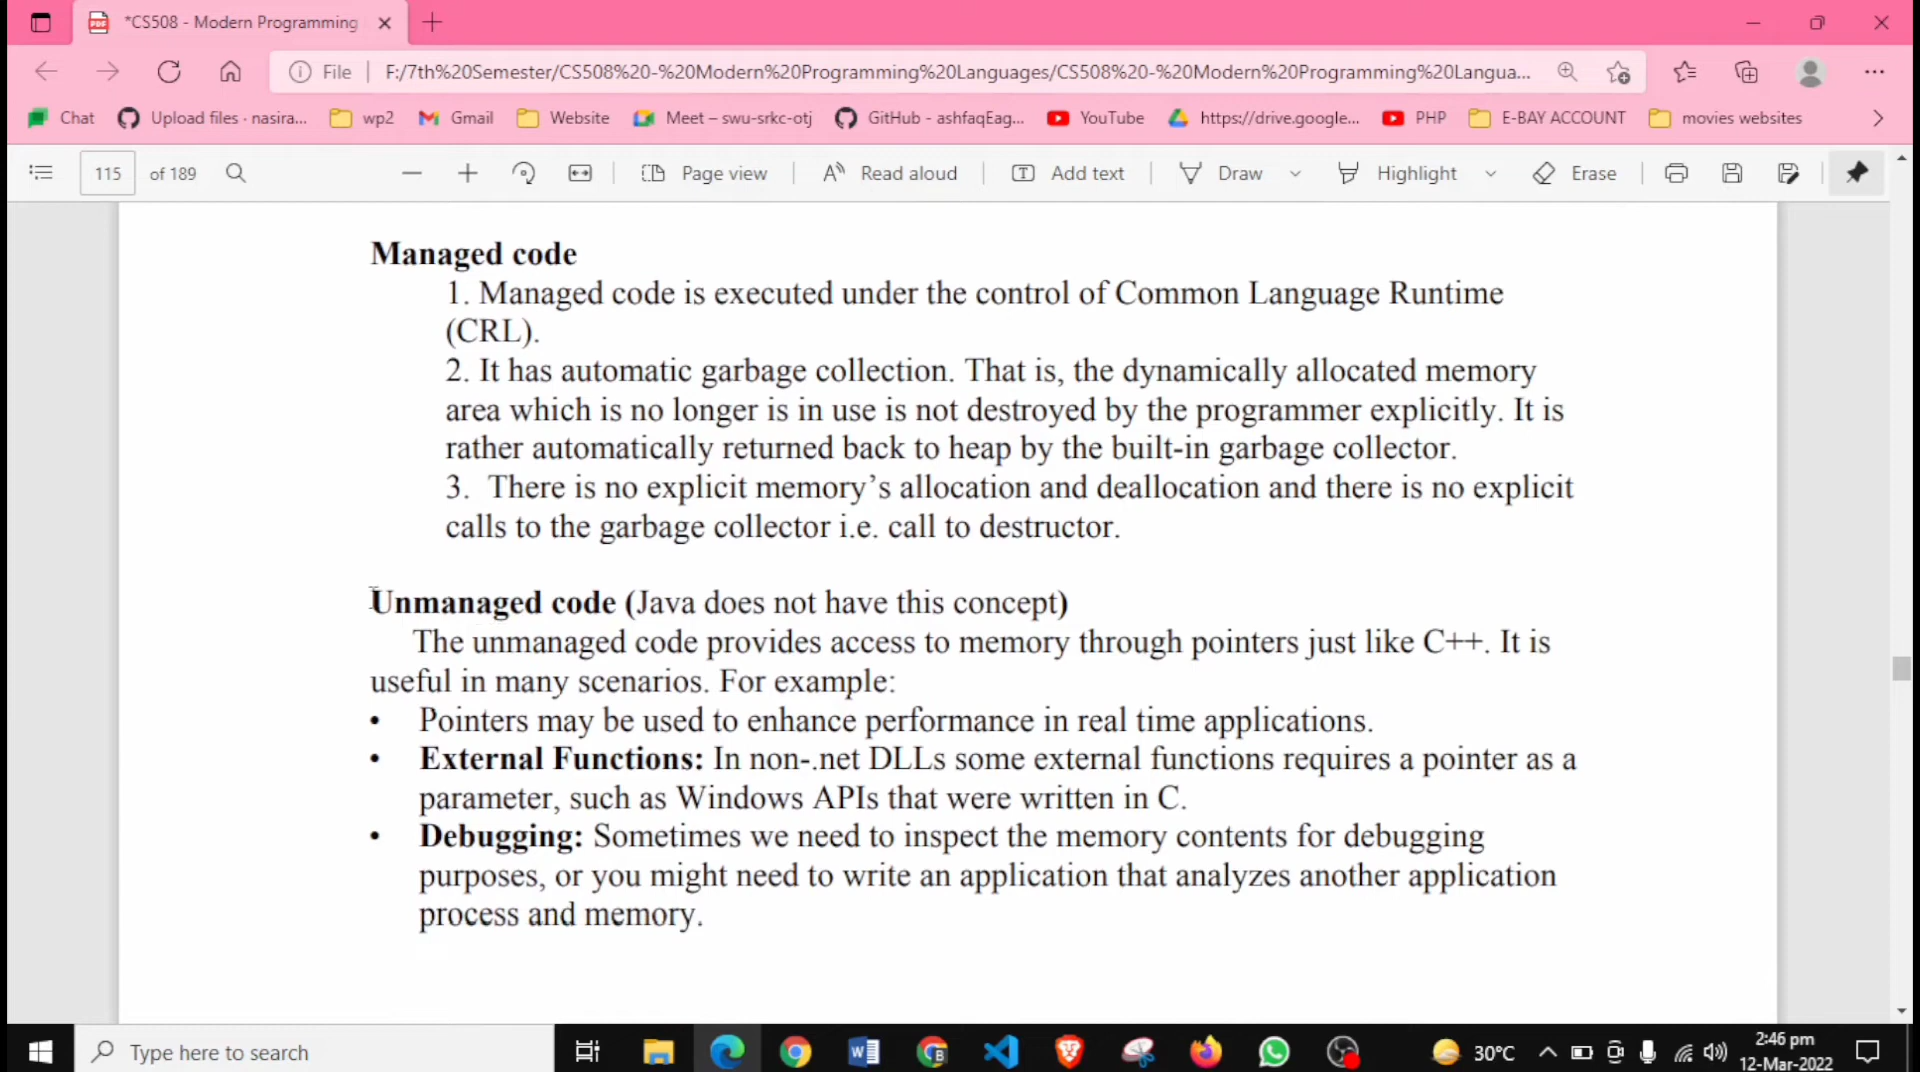 *CS508 - Modern Programming
File
F:/7th%20Semester/CS508%20-%20Modern%20Programming%20Languages/CS508%20-%20Modern%20Programming%20Langua...
Chat
Upload files · nasira...
wp2
Gmail
Website
Meet – swu-srkc-otj
GitHub - ashfaqEag...
YouTube
https://drive.google...
PHP
E-BAY ACCOUNT
movies websites
115 of 189
Page view
Read aloud
Add text
Draw
Highlight
Erase
Managed code
1. Managed code is executed under the control of Common Language Runtime
(CRL).
2. It has automatic garbage collection. That is, the dynamically allocated memory
area which is no longer is in use is not destroyed by the programmer explicitly. It is
rather automatically returned back to heap by the built-in garbage collector.
3. There is no explicit memory’s allocation and deallocation and there is no explicit
calls to the garbage collector i.e. call to destructor.
Unmanaged code (Java does not have this concept)
The unmanaged code provides access to memory through pointers just like C++. It is
useful in many scenarios. For example:
• Pointers may be used to enhance performance in real time applications.
• External Functions: In non-.net DLLs some external functions requires a pointer as a
parameter, such as Windows APIs that were written in C.
• Debugging: Sometimes we need to inspect the memory contents for debugging
purposes, or you might need to write an application that analyzes another application
process and memory.
Type here to search
30°C
2:46 pm
12-Mar-2022